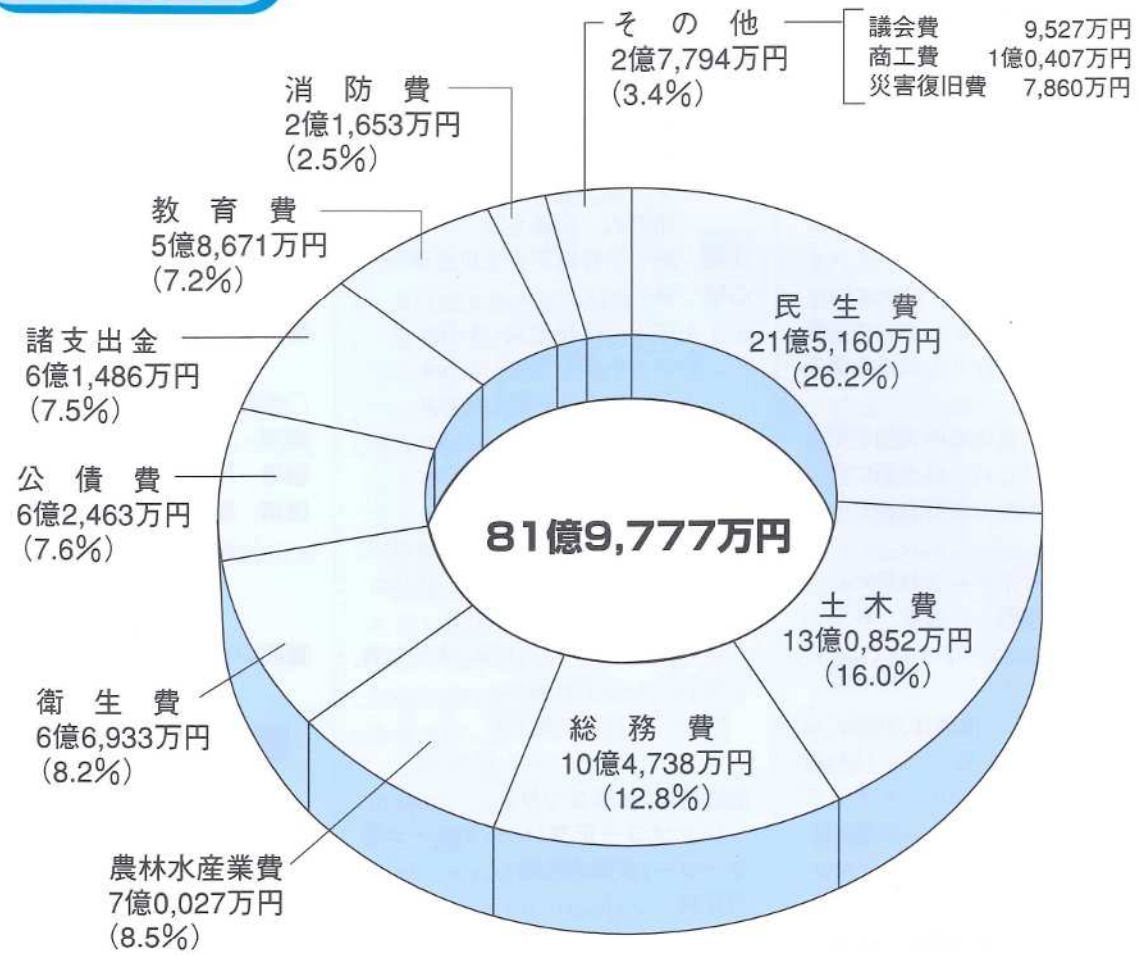 その他
2億7,794万円
(3.4%)
議会費 9,527万円
商工費 1億0,407万円
災害復旧費 7,860万円
消防費
2億1,653万円
(2.5%)
教育費
5億8,671万円
(7.2%)
諸支出金
6億1,486万円
(7.5%)
公債費
6億2,463万円
(7.6%)
衛生費
6億6,933万円
(8.2%)
農林水産業費
7億0,027万円
(8.5%)
総務費
10億4,738万円
(12.8%)
土木費
13億0,852万円
(16.0%)
民生費
21億5,160万円
(26.2%)
81億9,777万円